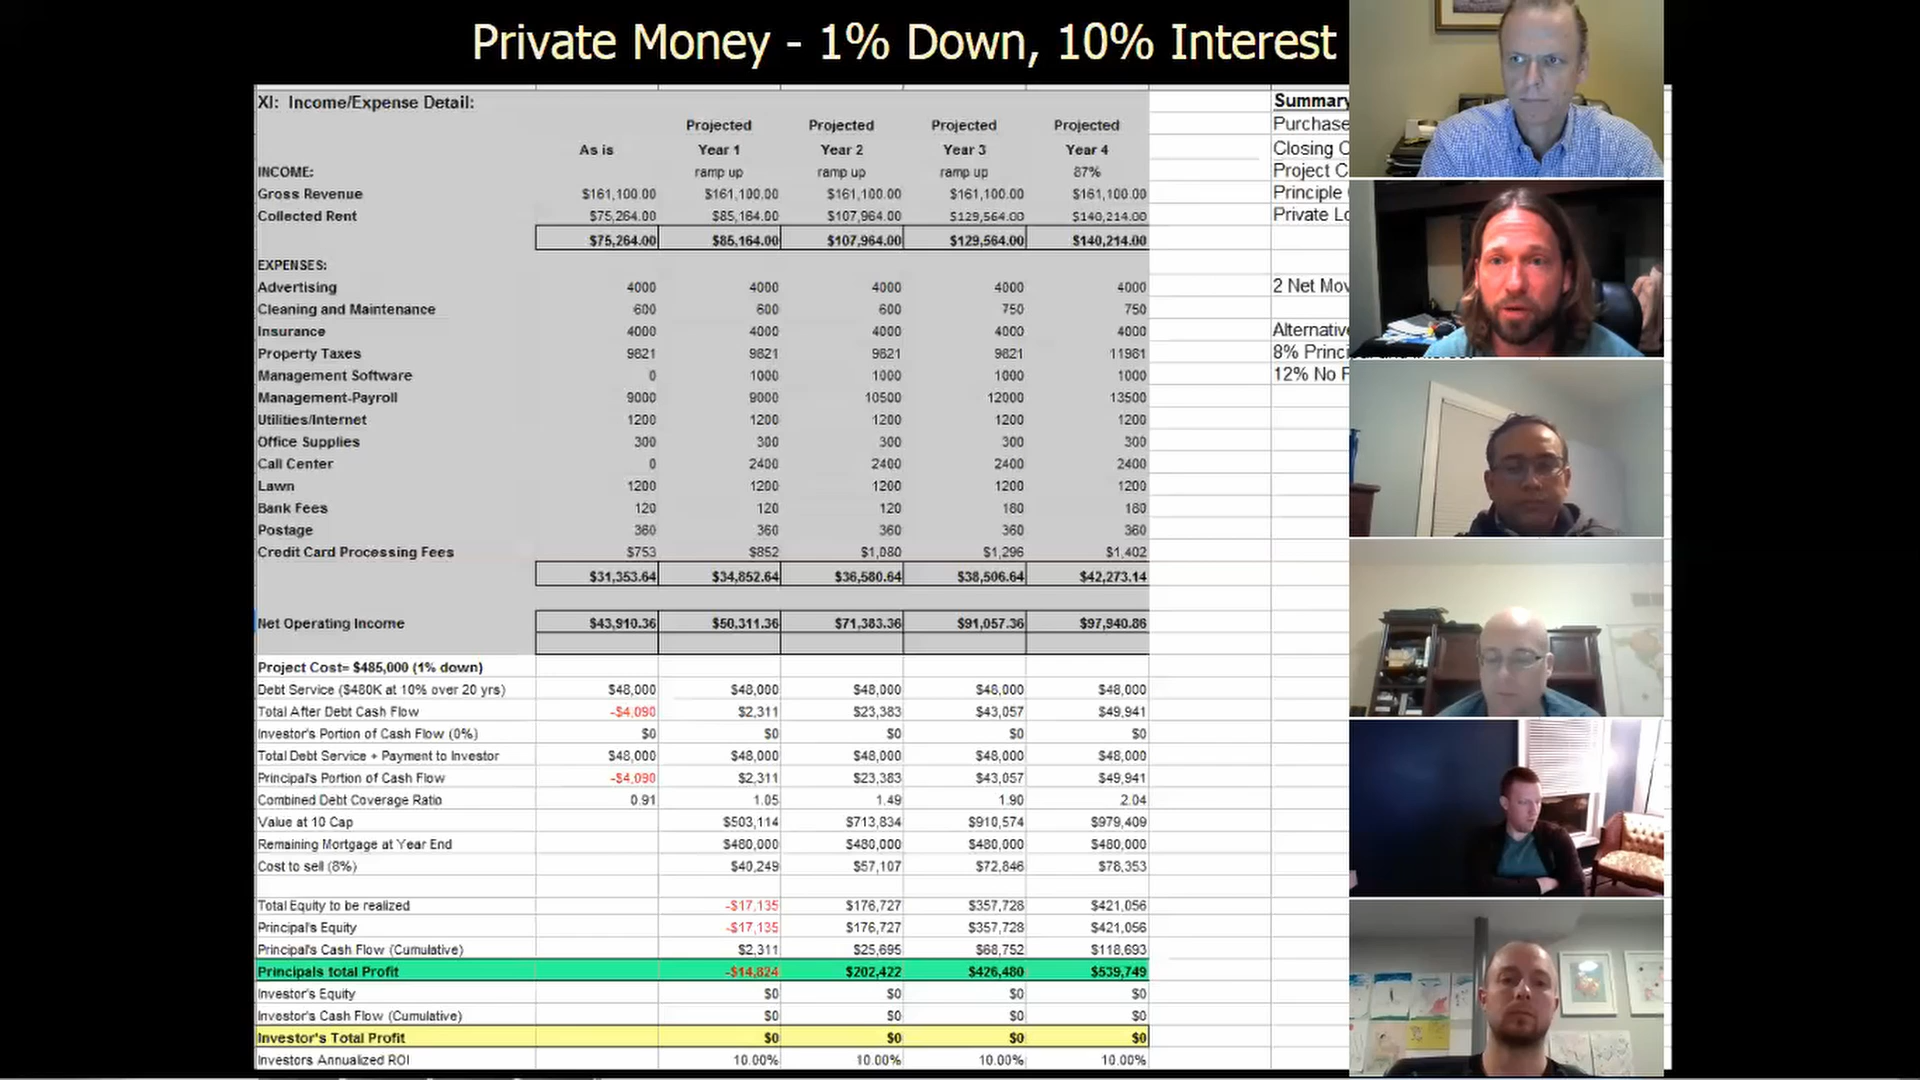 Private Money - 1% Down, 10% Interest
XI: Income/Expense Detail:
Projected Projected Projected Projected
As is Year 1 Year 2 Year 3 Year 4
INCOME: ramp up ramp up ramp up 87%
Gross Revenue $161,100.00 $161,100.00 $161,100.00 $161,100.00 $161,100.00
Collected Rent $75,264.00 $85,164.00 $107,964.00 $129,564.00 $140,214.00
$75,264.00 $85,164.00 $107,964.00 $129,564.00 $140,214.00
EXPENSES:
Advertising 4000 4000 4000 4000 4000
Cleaning and Maintenance 600 600 600 750 750
Insurance 4000 4000 4000 4000 4000
Property Taxes 9821 9821 9821 9821 11981
Management Software 0 1000 1000 1000 1000
Management-Payroll 9000 9000 10500 12000 13500
Utilities/Internet 1200 1200 1200 1200 1200
Office Supplies 300 300 300 300 300
Call Center 0 2400 2400 2400 2400
Lawn 1200 1200 1200 1200 1200
Bank Fees 120 120 120 180 180
Postage 360 360 360 360 360
Credit Card Processing Fees $753 $852 $1,080 $1,296 $1,402
$31,353.64 $34,852.64 $36,580.64 $38,506.64 $42,273.14
Net Operating Income $43,910.36 $50,311.36 $71,383.36 $91,057.36 $97,940.86
Project Cost= $485,000 (1% down)
Debt Service ($480K at 10% over 20 yrs) $48,000 $48,000 $48,000 $48,000 $48,000
Total After Debt Cash Flow -$4,090 $2,311 $23,383 $43,057 $49,941
Investor's Portion of Cash Flow (0%) $0 $0 $0 $0 $0
Total Debt Service + Payment to Investor $48,000 $48,000 $48,000 $48,000 $48,000
Principal's Portion of Cash Flow -$4,090 $2,311 $23,383 $43,057 $49,941
Combined Debt Coverage Ratio 0.91 1.05 1.49 1.90 2.04
Value at 10 Cap $503,114 $713,834 $910,574 $979,409
Remaining Mortgage at Year End $480,000 $480,000 $480,000 $480,000
Cost to sell (8%) $40,249 $57,107 $72,846 $78,353
Total Equity to be realized -$17,135 $176,727 $357,728 $421,056
Principal's Equity -$17,135 $176,727 $357,728 $421,056
Principal's Cash Flow (Cumulative) $2,311 $25,695 $68,752 $118,693
Principals total Profit -$14,824 $202,422 $426,480 $539,749
Investor's Equity $0 $0 $0 $0
Investor's Cash Flow (Cumulative) $0 $0 $0 $0
Investor's Total Profit $0 $0 $0 $0
Investors Annualized ROI 10.00% 10.00% 10.00% 10.00%
Summary
Purchase
Closing
Project
Principle
Private
2 Net
8%
12% No